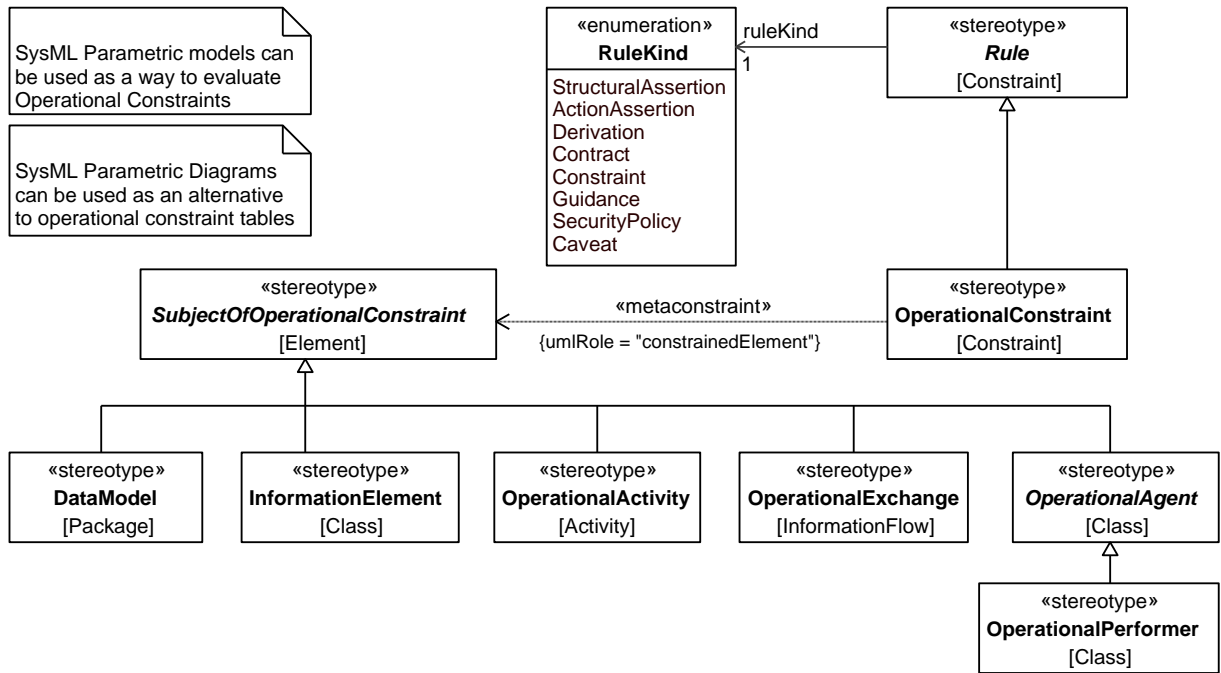 SysML Parametric models can
be used as a way to evaluate
Operational Constraints
SysML Parametric Diagrams
can be used as an alternative
to operational constraint tables
«enumeration»
RuleKind
StructuralAssertion
ActionAssertion
Derivation
Contract
Constraint
Guidance
SecurityPolicy
Caveat
ruleKind
1
«stereotype»
Rule
[Constraint]
«stereotype»
SubjectOfOperationalConstraint
[Element]
«metaconstraint»
{umlRole = "constrainedElement"}
«stereotype»
OperationalConstraint
[Constraint]
«stereotype»
DataModel
[Package]
«stereotype»
InformationElement
[Class]
«stereotype»
OperationalActivity
[Activity]
«stereotype»
OperationalExchange
[InformationFlow]
«stereotype»
OperationalAgent
[Class]
«stereotype»
OperationalPerformer
[Class]